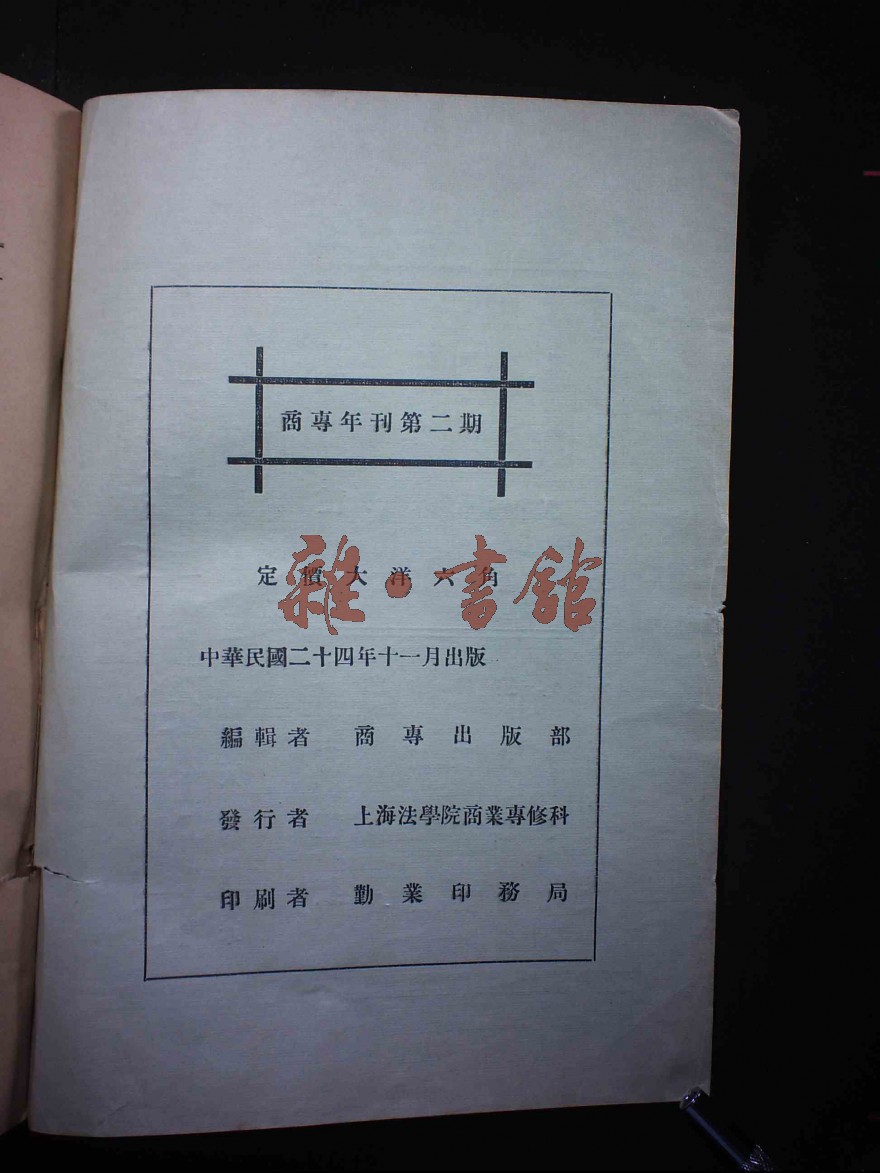 商專年刊第二期
定價大洋六角
雜·書館
中華民國二十四年十一月出版
編輯者 商專出版部
發行者 上海法學院商業專修科
印刷者 勤業印務局